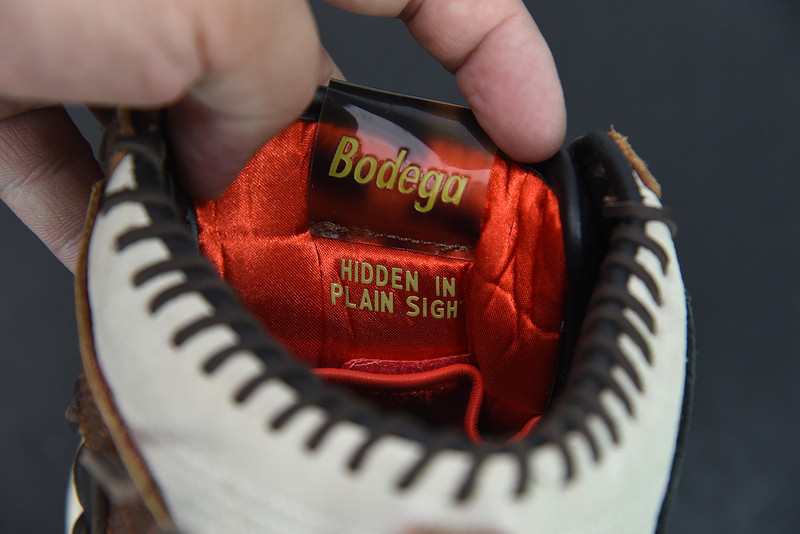 Bodega
HIDDEN IN
PLAIN SIGH